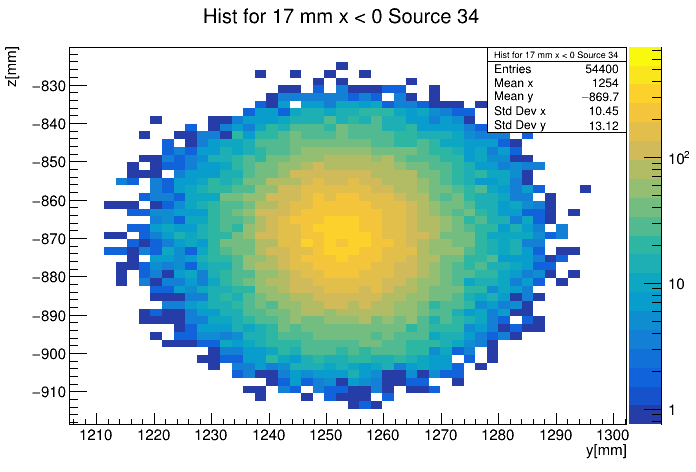 Hist for 17 mm x < 0 Source 34
z[mm]
Hist for 17 mm x < 0 Source 34
Entries 54400
Mean x 1254
Mean y −869.7
Std Dev x 10.45
Std Dev y 13.12
−830
−840
−850
−860
−870
−880
−890
−900
−910
10²
10
1
1210 1220 1230 1240 1250 1260 1270 1280 1290 1300
y[mm]